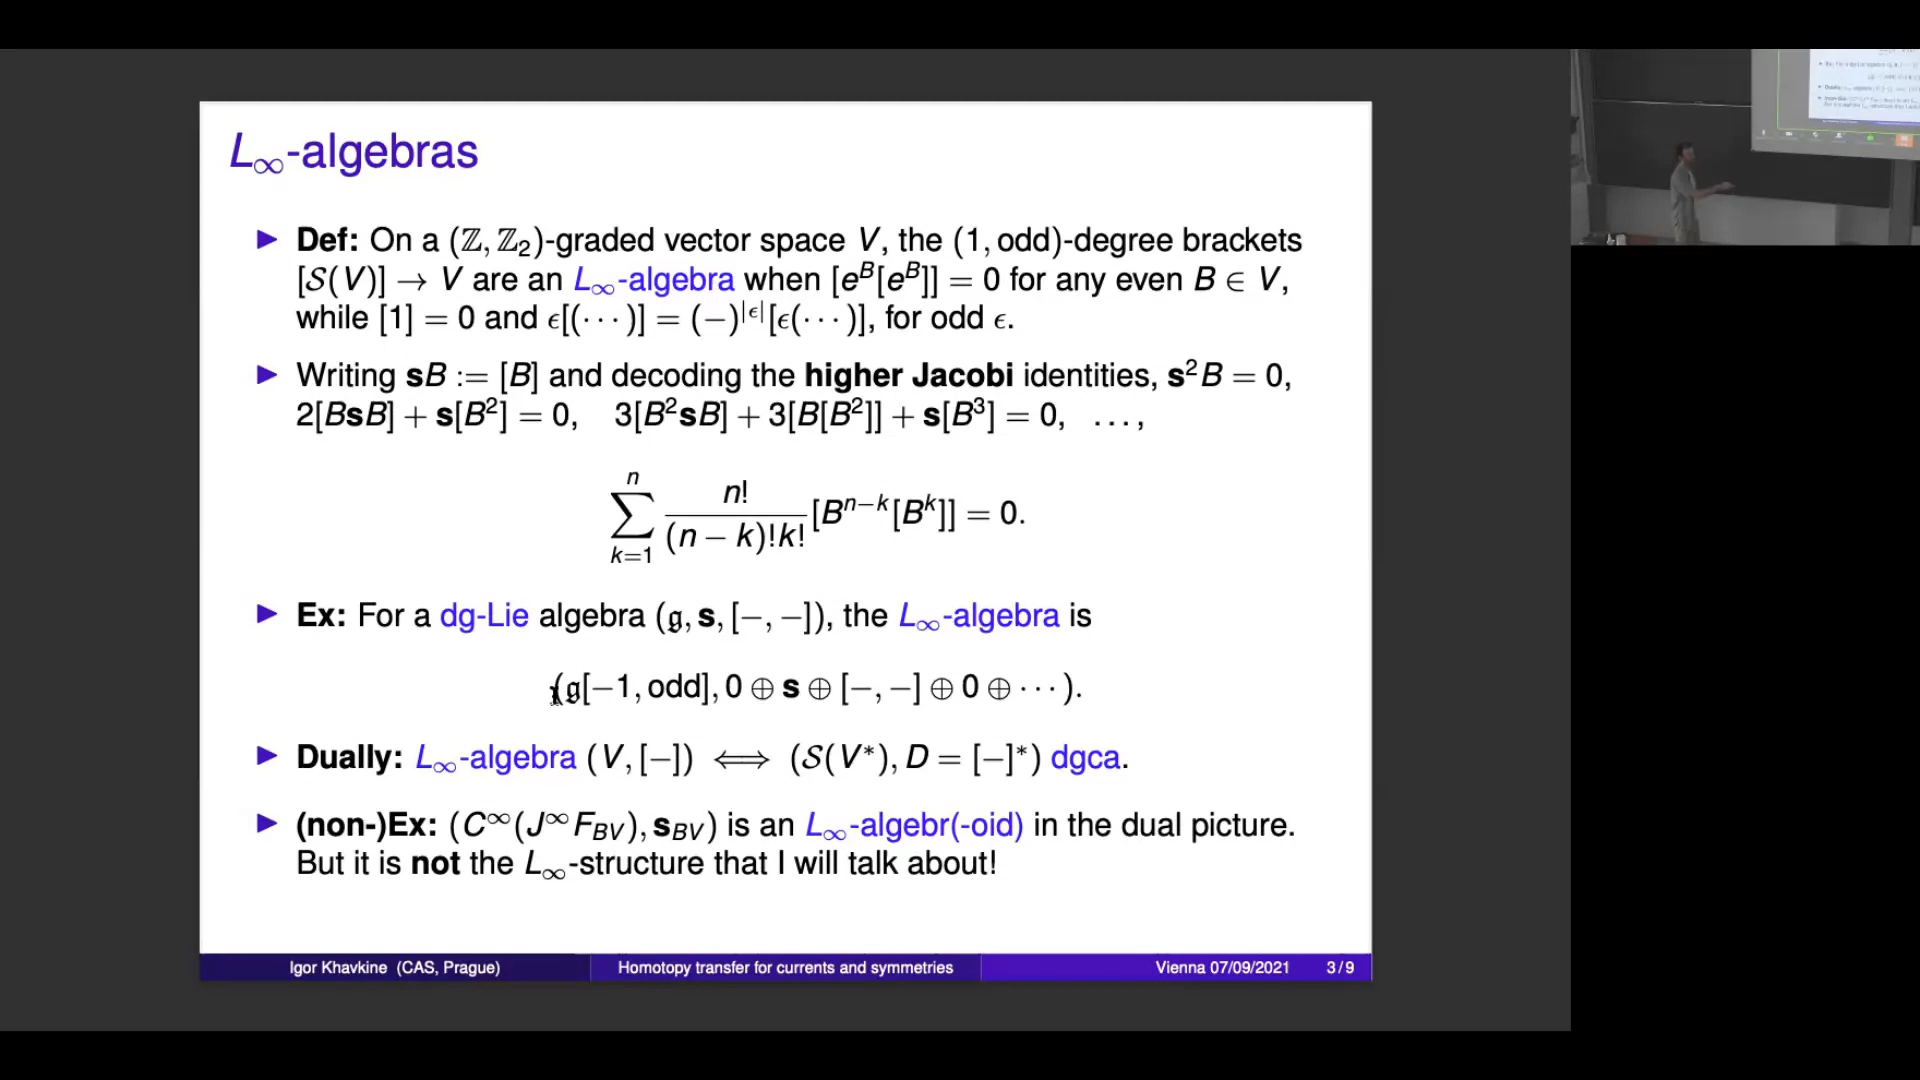 L∞-algebras
▶ Def: On a (ℤ, ℤ₂)-graded vector space V, the (1, odd)-degree brackets
[𝒮(V)] → V are an L∞-algebra when [e^B[e^B]] = 0 for any even B ∈ V,
while [1] = 0 and ϵ[(···)] = (−)^|ϵ|[ϵ(···)], for odd ϵ.
▶ Writing sB := [B] and decoding the higher Jacobi identities, s²B = 0,
2[BsB] + s[B²] = 0, 3[B²sB] + 3[B[B²]] + s[B³] = 0, ...,
∑_{k=1}^{n} n!/((n − k)!k!) [B^{n−k}[B^k]] = 0.
▶ Ex: For a dg-Lie algebra (𝔤, s, [−, −]), the L∞-algebra is
(𝔤[−1, odd], 0 ⊕ s ⊕ [−, −] ⊕ 0 ⊕ ···).
▶ Dually: L∞-algebra (V, [−]) ⟺ (𝒮(V*), D = [−]*) dgca.
▶ (non-)Ex: (C^∞(J^∞F_BV), s_BV) is an L∞-algebr(-oid) in the dual picture.
But it is not the L∞-structure that I will talk about!
Igor Khavkine (CAS, Prague) Homotopy transfer for currents and symmetries Vienna 07/09/2021 3/9